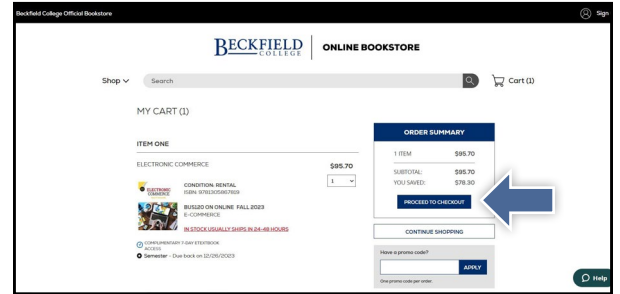 Beckfield College Official Bookstore
Sign
BECKFIELD
COLLEGE
ONLINE BOOKSTORE
Shop
Search
Cart (1)
MY CART (1)
ITEM ONE
ELECTRONIC COMMERCE
$95.70
1
ELECTRONIC
COMMERCE
CONDITION: RENTAL
ISBN: 9781305867819
BUS120 ON ONLINE FALL 2023
E-COMMERCE
IN STOCK USUALLY SHIPS IN 24-48 HOURS
COMPLIMENTARY 7-DAY ETEXTBOOK
ACCESS
Semester - Due back on 12/26/2023
ORDER SUMMARY
1 ITEM $95.70
SUBTOTAL: $95.70
YOU SAVED: $78.30
PROCEED TO CHECKOUT
CONTINUE SHOPPING
Have a promo code?
APPLY
One promo code per order.
Help